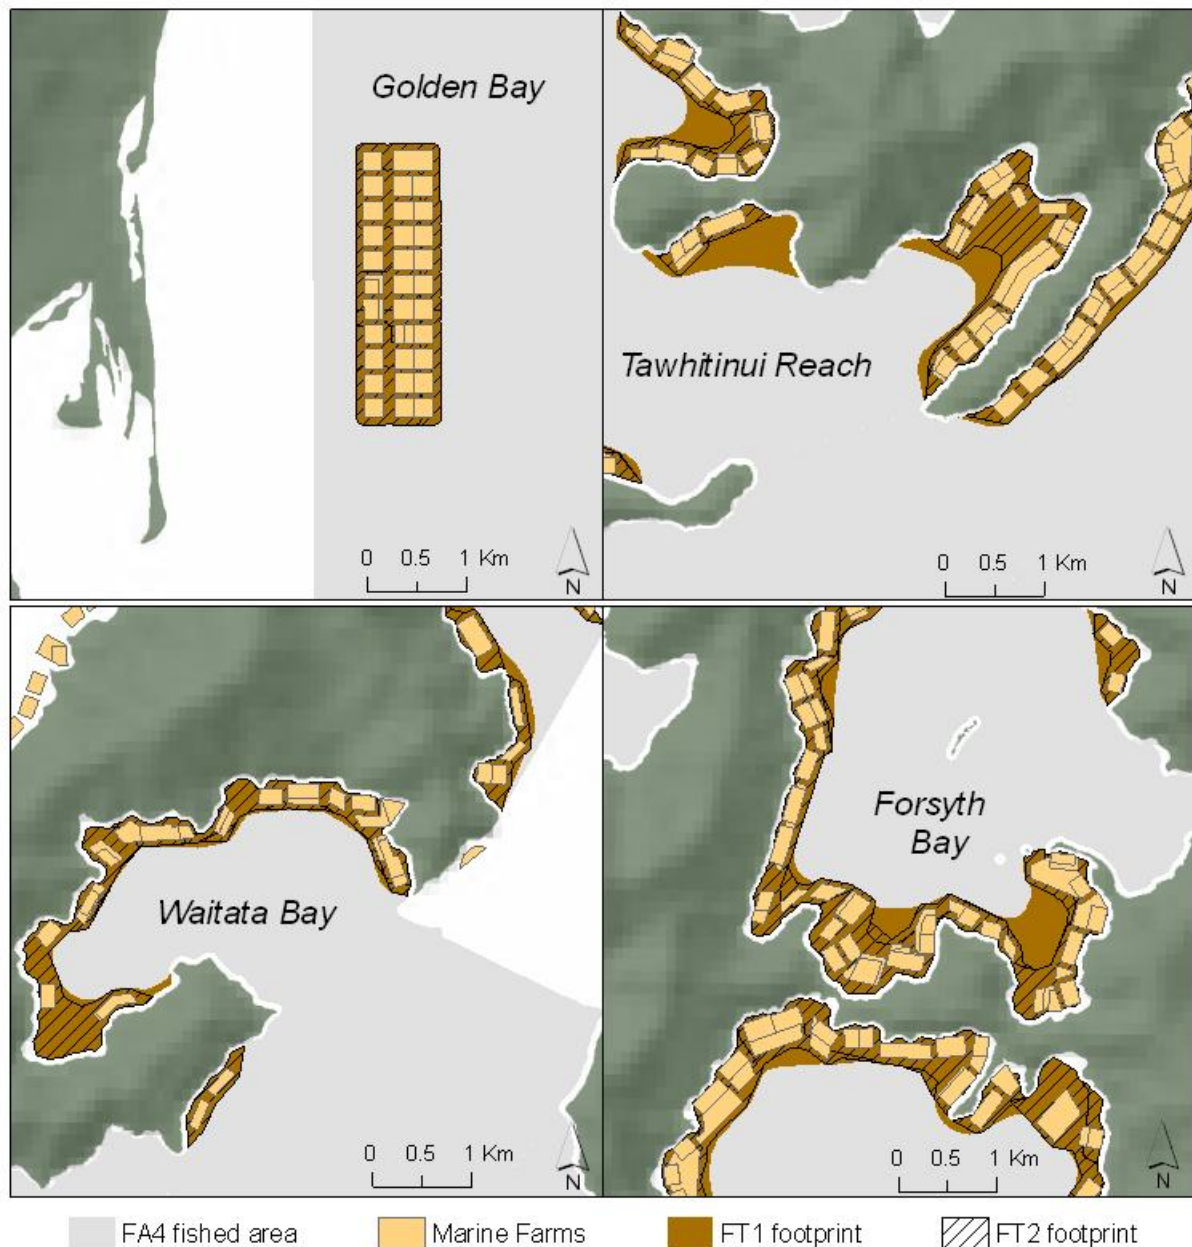 Golden Bay
0 0.5 1 Km
N
Tawhitinui Reach
0 0.5 1 Km
N
Waitata Bay
0 0.5 1 Km
N
Forsyth
Bay
0 0.5 1 Km
N
FA4 fished area Marine Farms FT1 footprint FT2 footprint